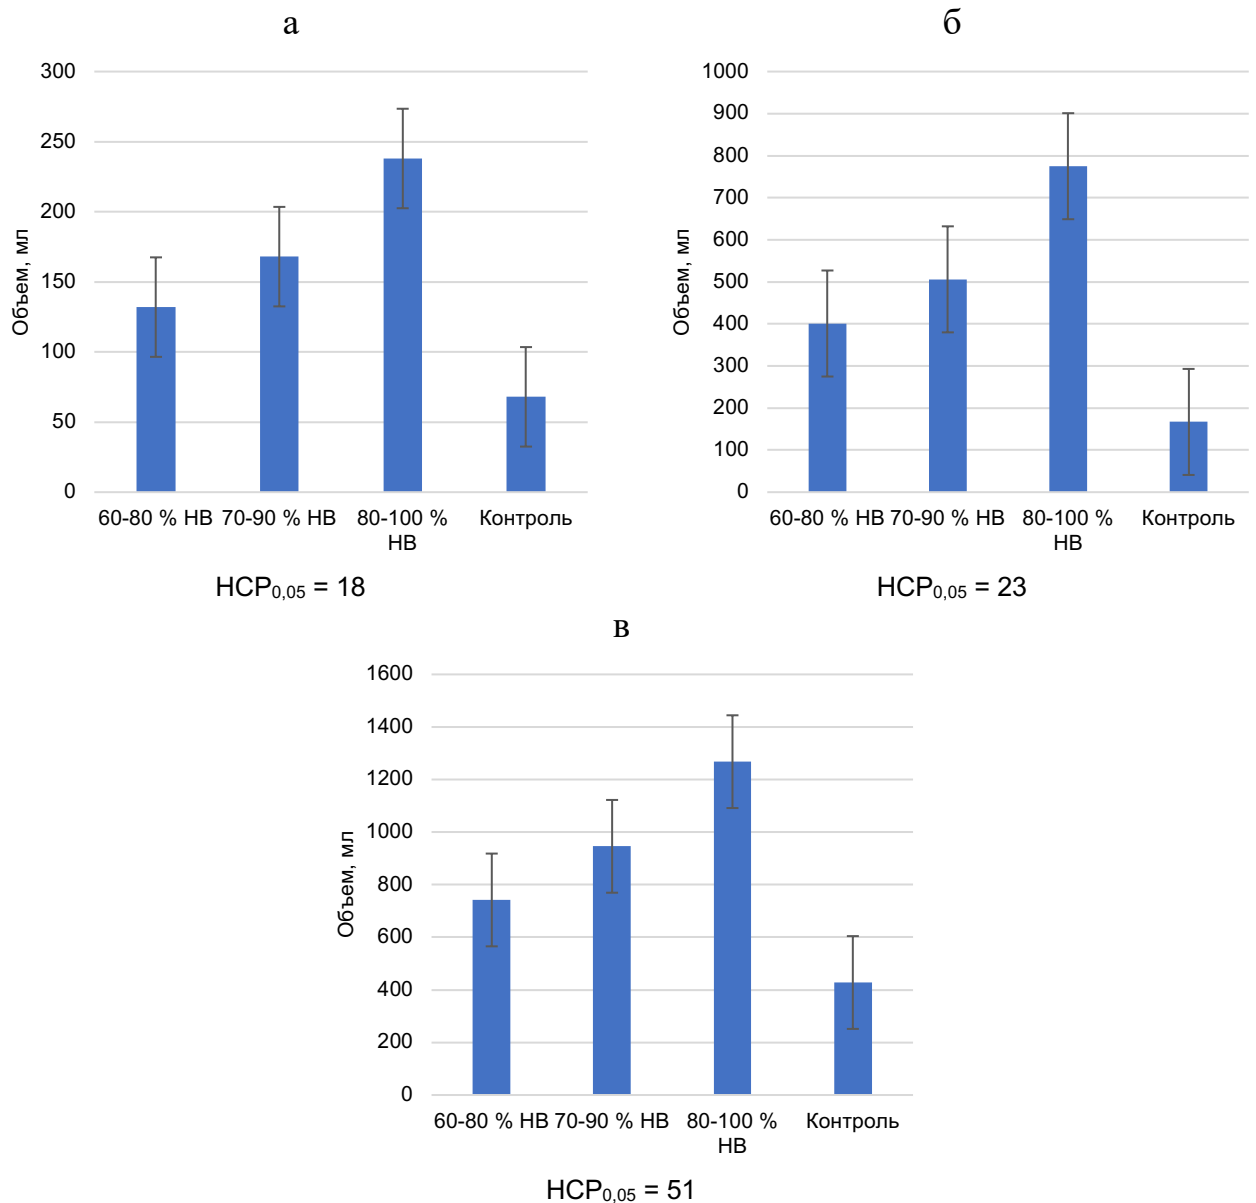 а
300
250
200
150
100
50
0
Объем, мл
60-80 % НВ 70-90 % НВ 80-100 % Контроль
НВ
НСР0,05 = 18
б
1000
900
800
700
600
500
400
300
200
100
0
Объем, мл
60-80 % НВ 70-90 % НВ 80-100 % Контроль
НВ
НСР0,05 = 23
в
1600
1400
1200
1000
800
600
400
200
0
Объем, мл
60-80 % НВ 70-90 % НВ 80-100 % Контроль
НВ
НСР0,05 = 51